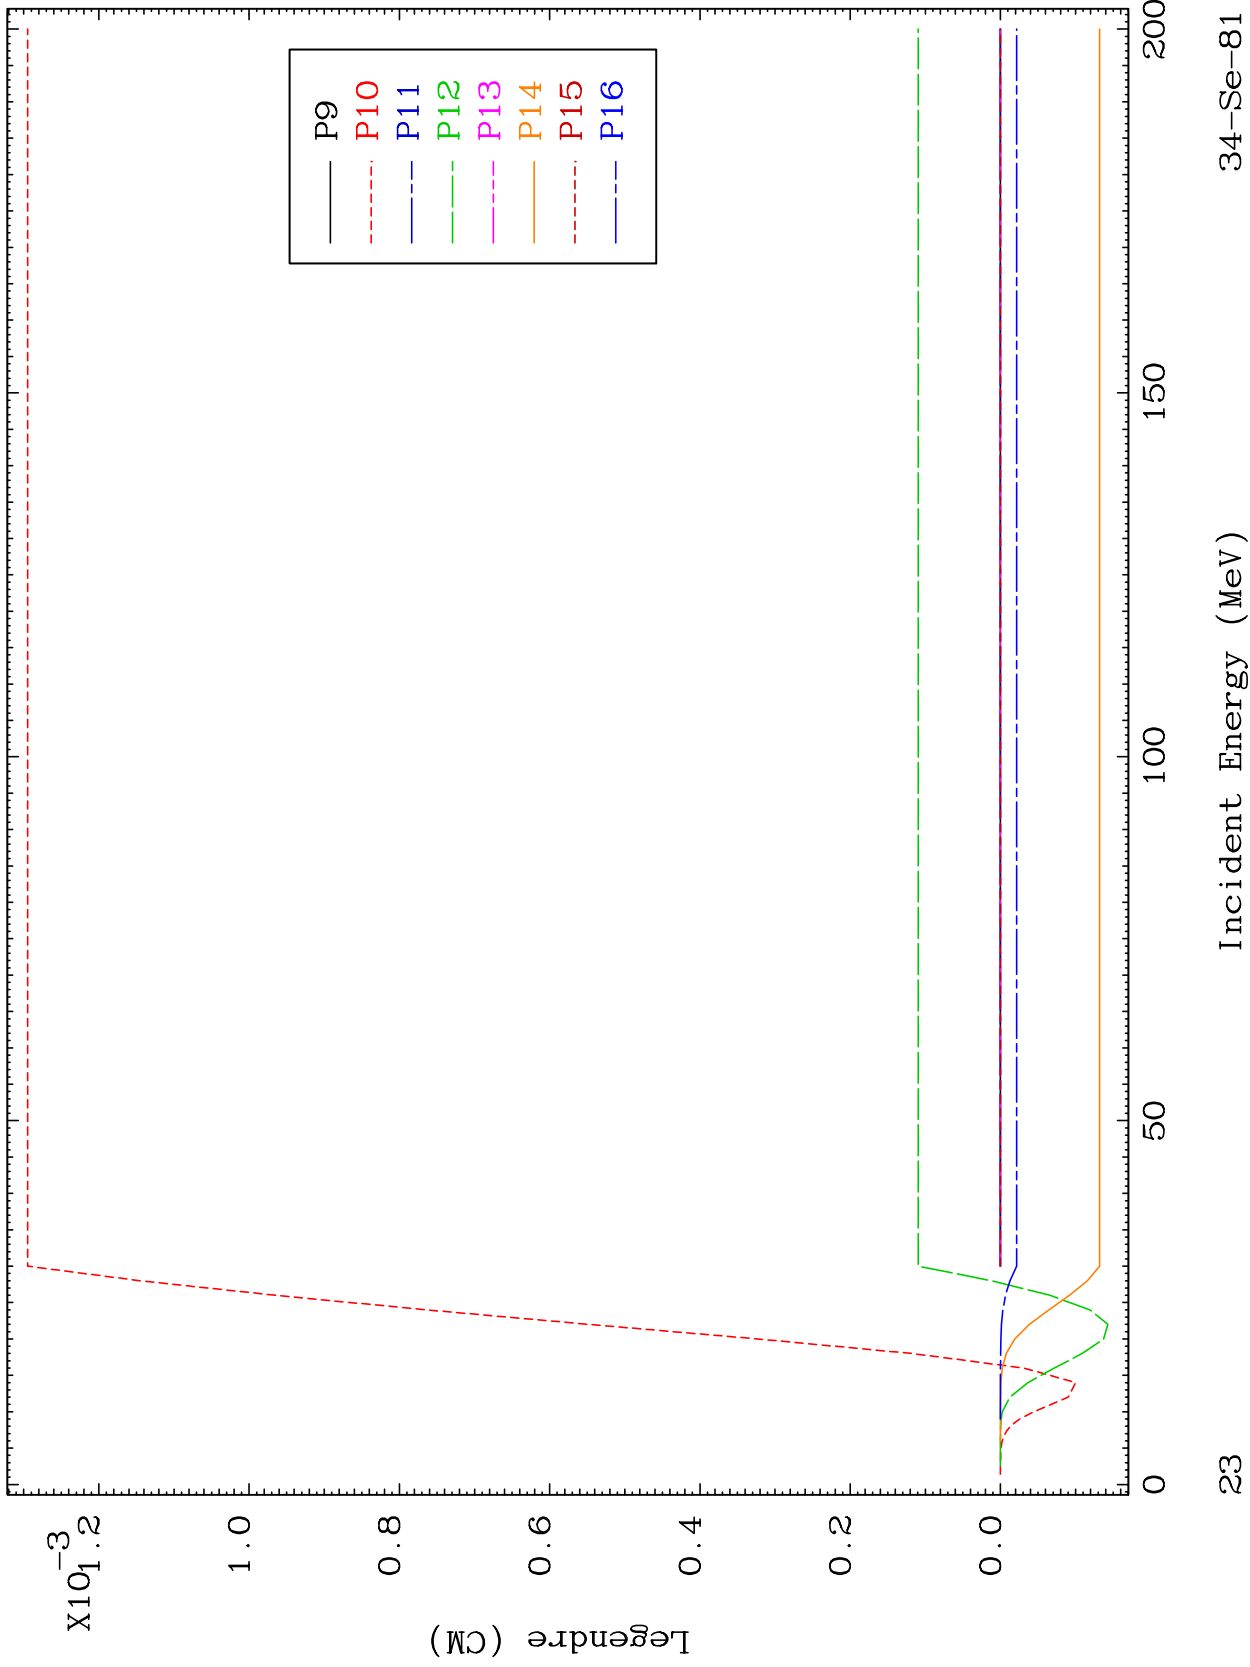 X10-3
1.2
1.0
0.8
0.6
0.4
0.2
0.0
Legendre (CM)
P9
P10
P11
P12
P13
P14
P15
P16
0 50 100 150 200
Incident Energy (MeV)
23
34-Se-81